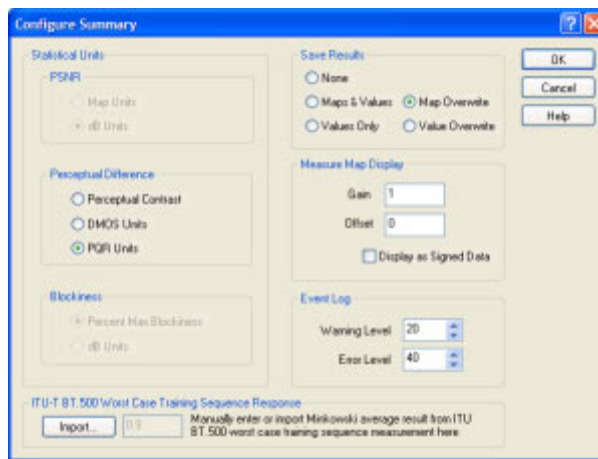 Configure Summary
Statistical Units
PSNR
Map Units
dB Units
Perceptual Difference
Perceptual Contrast
DMOS Units
PQR Units
Blockiness
Percent Max Blockiness
dB Units
Save Results
None
Maps & Values
Map Overwrite
Values Only
Value Overwrite
Measure Map Display
Gain 1
Offset 0
Display as Signed Data
Event Log
Warning Level 20
Error Level 40
OK
Cancel
Help
ITU-T BT.500 Worst Case Training Sequence Response
Import... 0.9
Manually enter or import Minkowski average result from ITU
BT.500 worst case training sequence measurement here